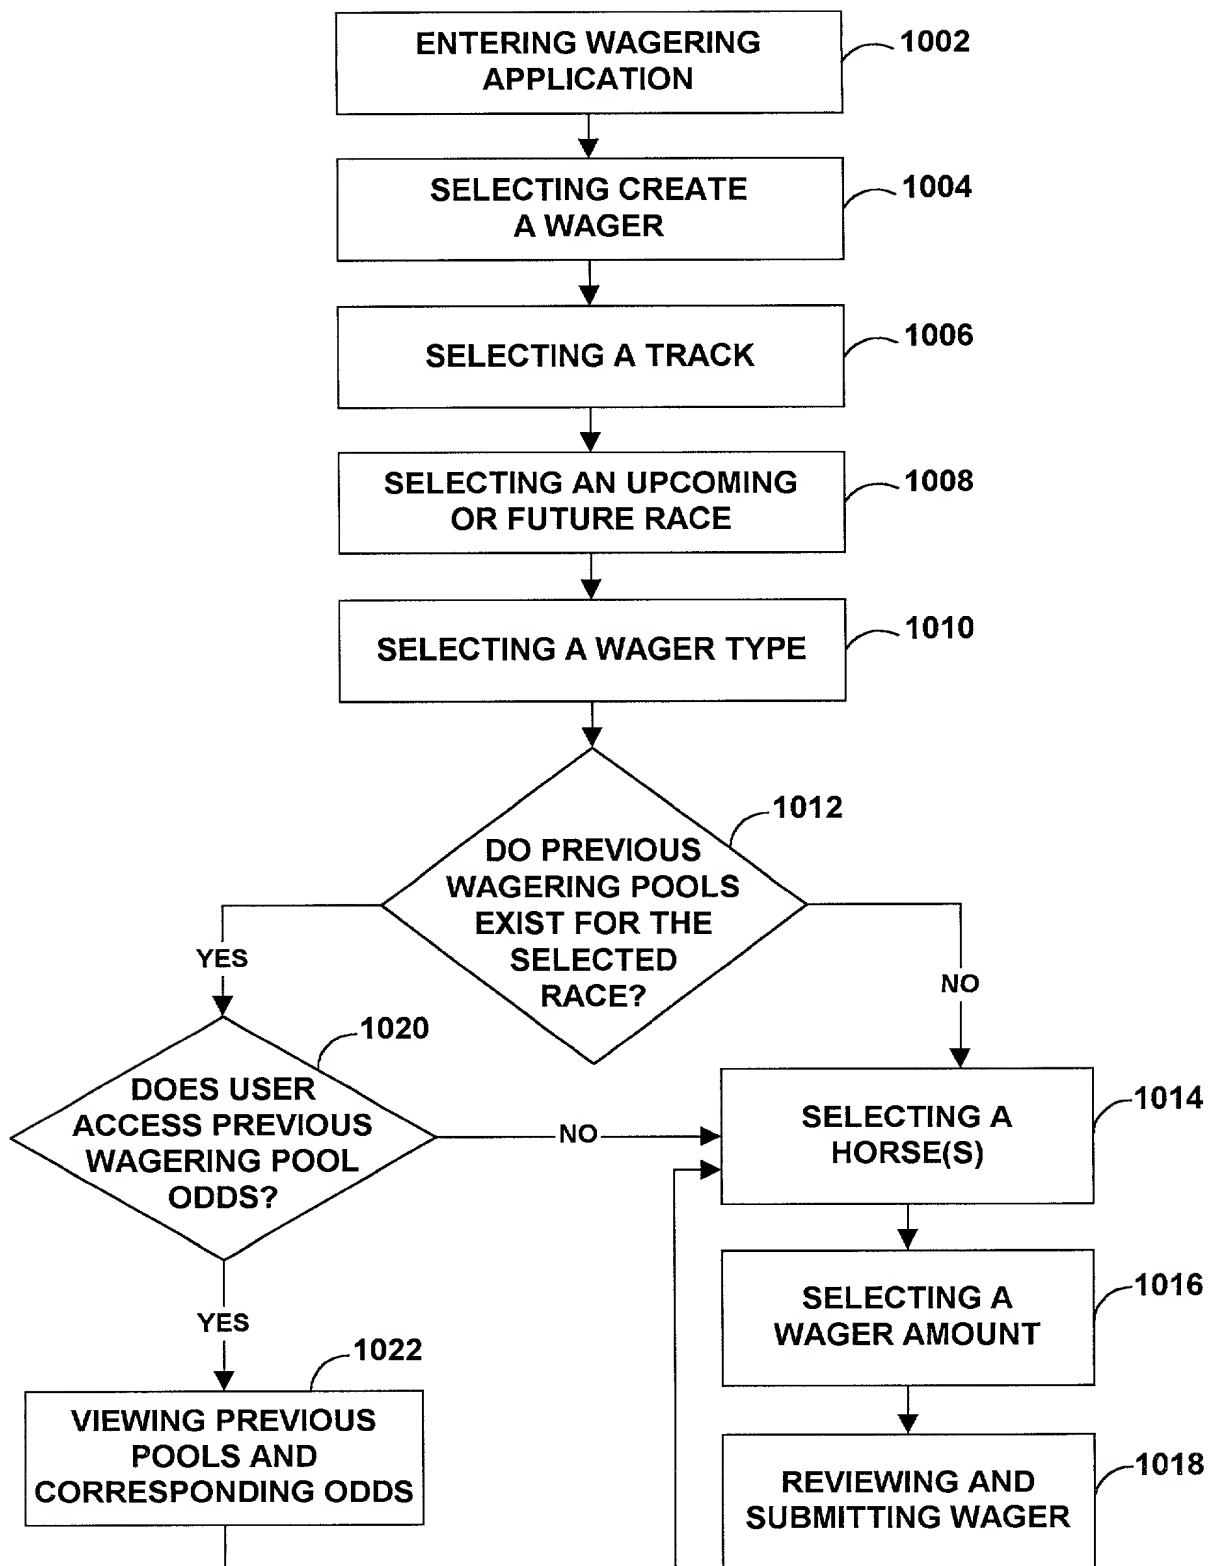 ENTERING WAGERING
APPLICATION
1002
SELECTING CREATE
A WAGER
1004
SELECTING A TRACK
1006
SELECTING AN UPCOMING
OR FUTURE RACE
1008
SELECTING A WAGER TYPE
1010
DO PREVIOUS
WAGERING POOLS
EXIST FOR THE
SELECTED
RACE?
1012
YES
NO
DOES USER
ACCESS PREVIOUS
WAGERING POOL
ODDS?
1020
NO
SELECTING A
HORSE(S)
1014
YES
SELECTING A
WAGER AMOUNT
1016
VIEWING PREVIOUS
POOLS AND
CORRESPONDING ODDS
1022
REVIEWING AND
SUBMITTING WAGER
1018